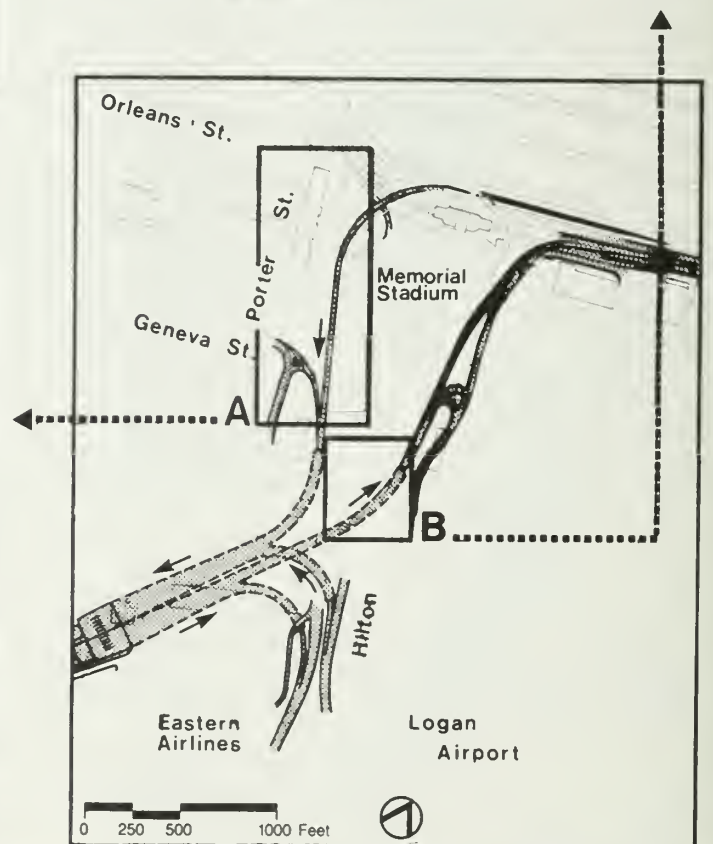 Orleans St.
Porter St.
Geneva St.
Memorial
Stadium
A
B
Hilton
Eastern
Airlines
Logan
Airport
0 250 500 1000 Feet